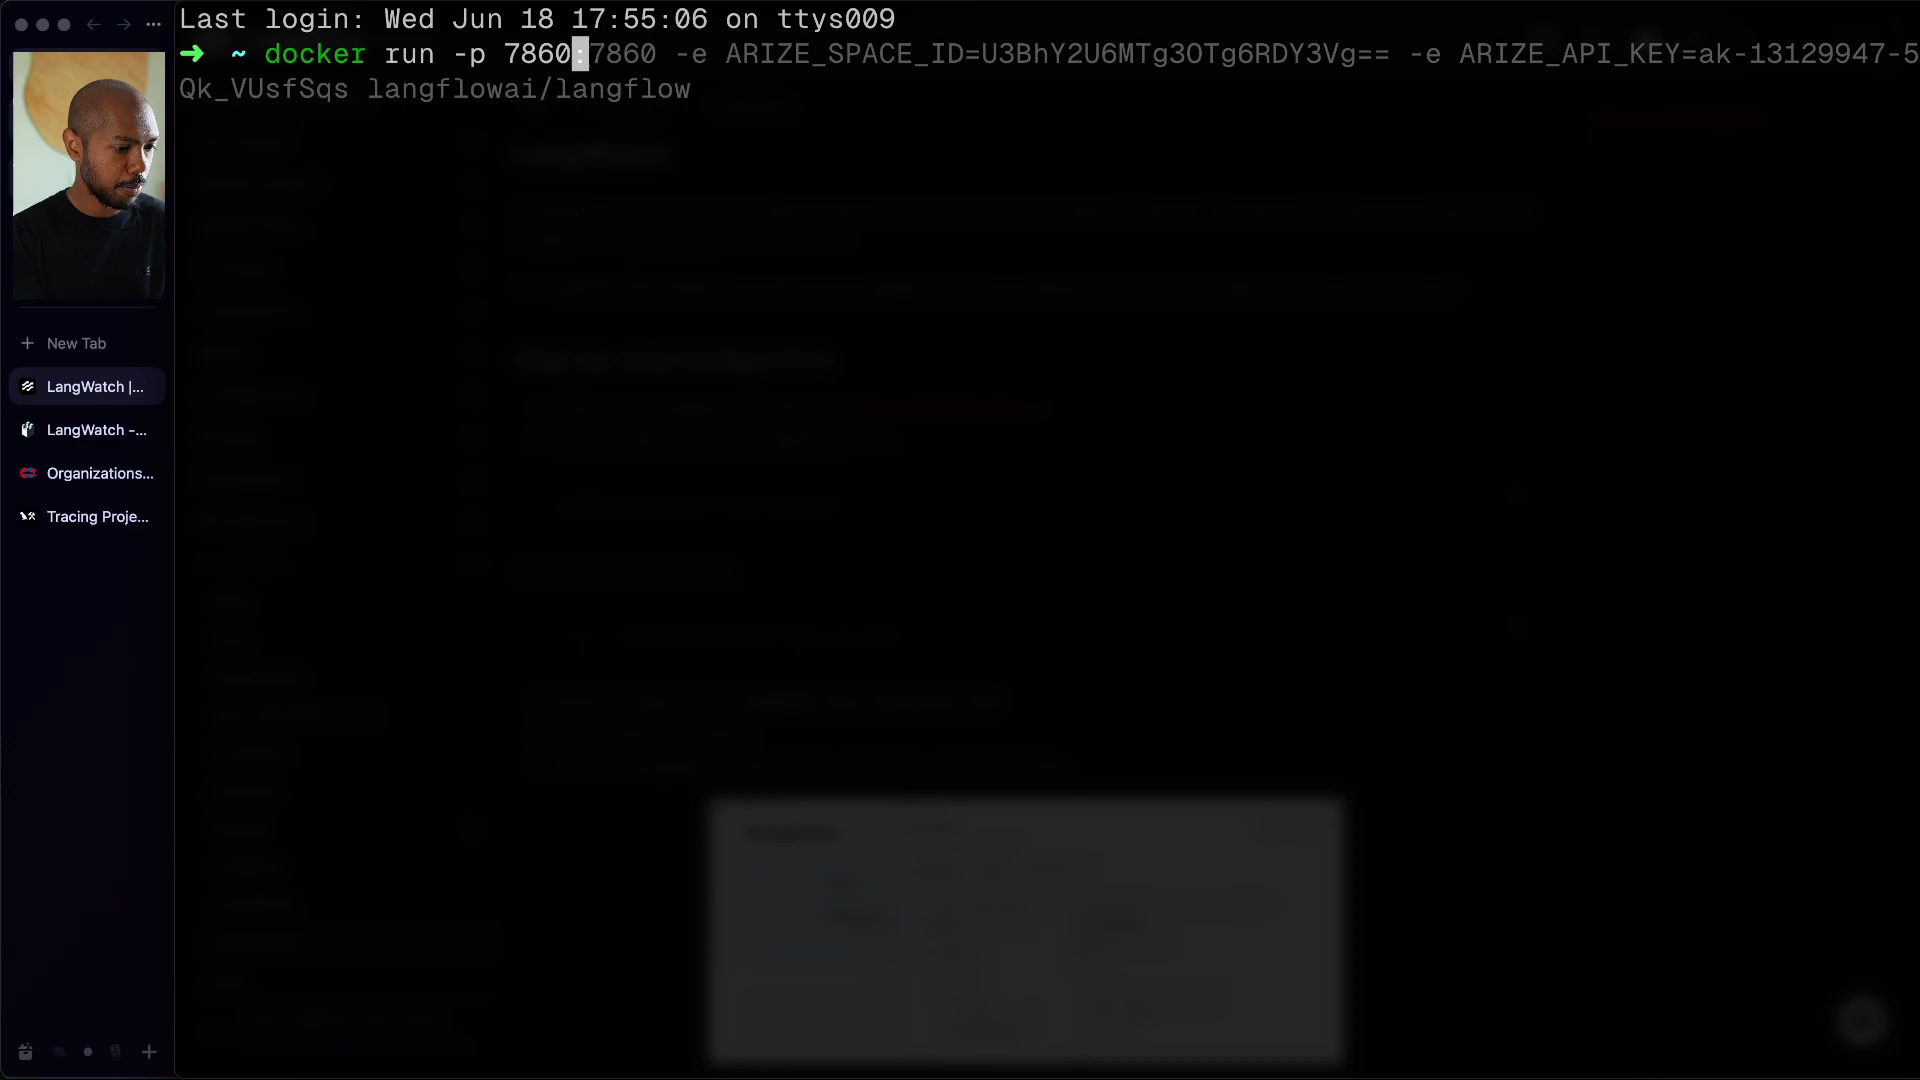 Last login: Wed Jun 18 17:55:06 on ttys009
➜ ~ docker run -p 7860:7860 -e ARIZE_SPACE_ID=U3BhY2U6MTg3OTg6RDY3Vg== -e ARIZE_API_KEY=ak-13129947-5
Qk_VUsfSqs langflowai/langflow
New Tab
LangWatch |...
LangWatch -...
Organizations...
Tracing Proje...